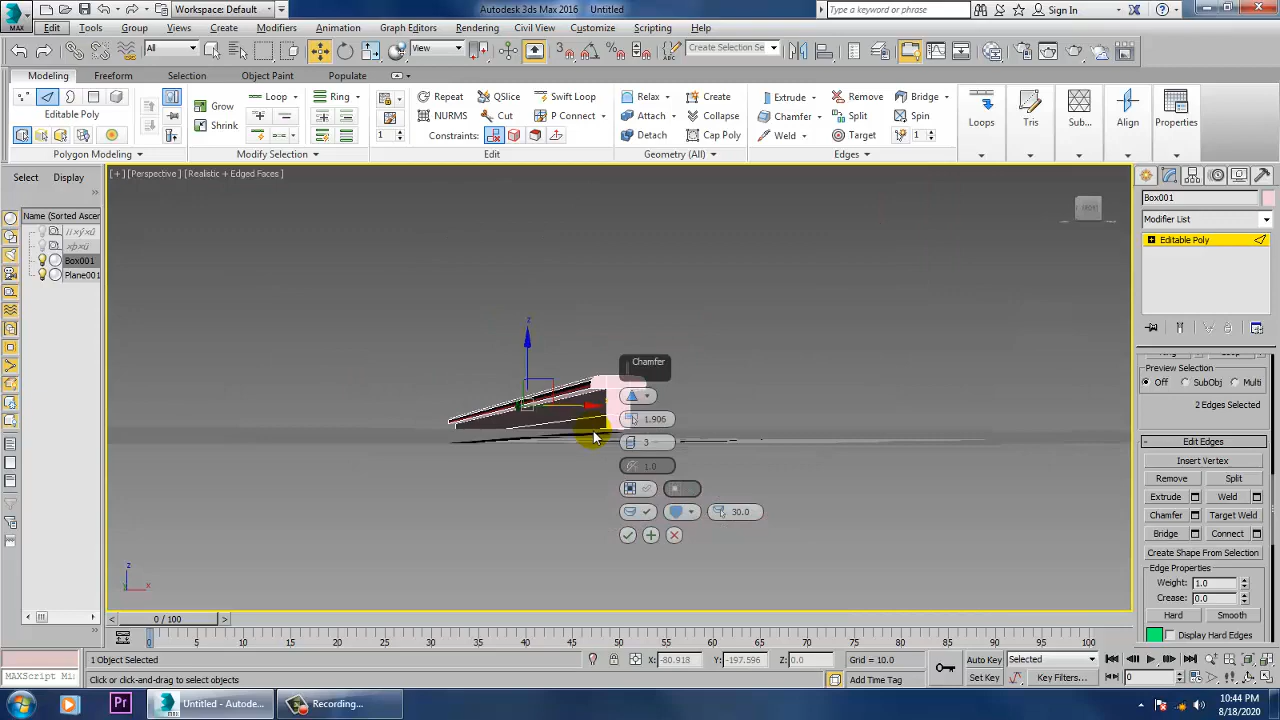 MAX
Workspace: Default
Autodesk 3ds Max 2016 Untitled
Type a keyword or phrase
Sign In
Edit Tools Group Views Create Modifiers Animation Graph Editors Rendering Civil View Customize Scripting Help
All
View
Create Selection Se
Modeling Freeform Selection Object Paint Populate
Editable Poly
Polygon Modeling
Grow
Shrink
Loop
Ring
Modify Selection
1
Repeat QSlice Swift Loop
NURMS Cut P Connect
Constraints:
Edit
Relax Create
Attach Collapse
Detach Cap Poly
Geometry (All)
Extrude Remove Bridge
Chamfer Split Spin
Weld Target 1
Edges
Loops
Tris
Sub...
Align
Properties
Select Display
Name (Sorted Ascer
Box001
Plane001
[+] [Perspective] [Realistic + Edged Faces]
Chamfer
1.906
3
1.0
30.0
z
z
x
Box001
Modifier List
Editable Poly
Ring Loop
Preview Selection
Off SubObj Multi
2 Edges Selected
Edit Edges
Insert Vertex
Remove Split
Extrude Weld
Chamfer Target Weld
Bridge Connect
Create Shape From Selection
Edge Properties
Weight: 1.0
Crease: 0.0
Hard Smooth
Display Hard Edges
0 / 100
0 5 10 15 20 25 30 35 40 45 50 55 60 65 70 75 80 85 90 95 100
MAXScript Mi
1 Object Selected
Click or click-and-drag to select objects
X: -80.918 Y: -197.596 Z: 0.0
Grid = 10.0
Add Time Tag
Auto Key Selected
Set Key Key Filters...
0
Untitled - Autode...
Recording...
10:44 PM
8/18/2020